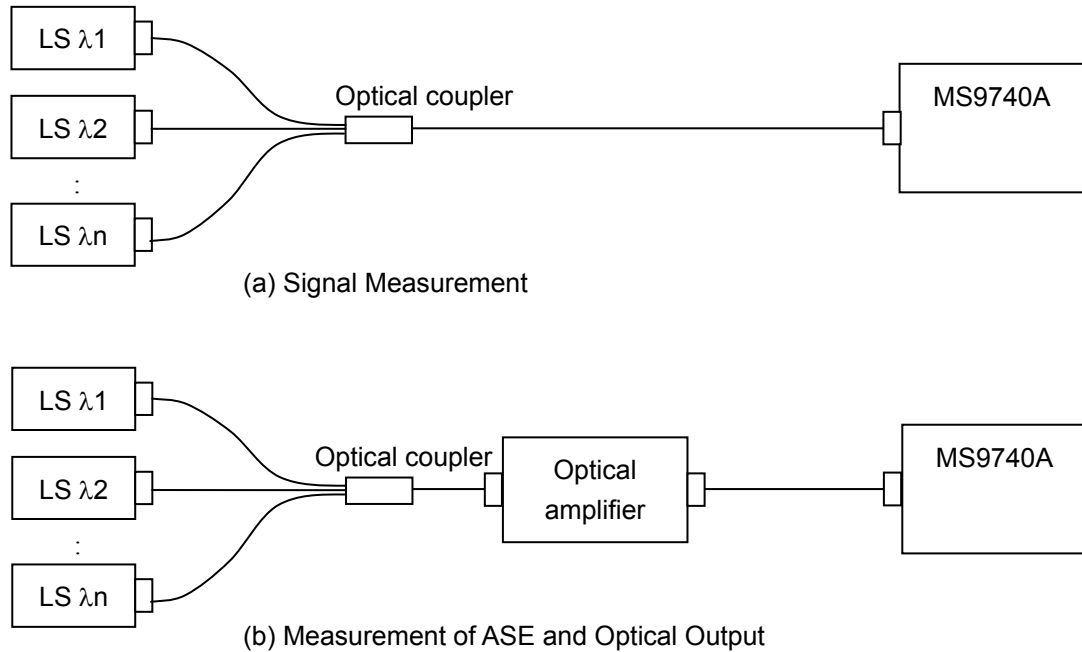 LS λ1
Optical coupler
MS9740A
LS λ2
:
LS λn
(a) Signal Measurement
LS λ1
Optical coupler
Optical
amplifier
MS9740A
LS λ2
:
LS λn
(b) Measurement of ASE and Optical Output